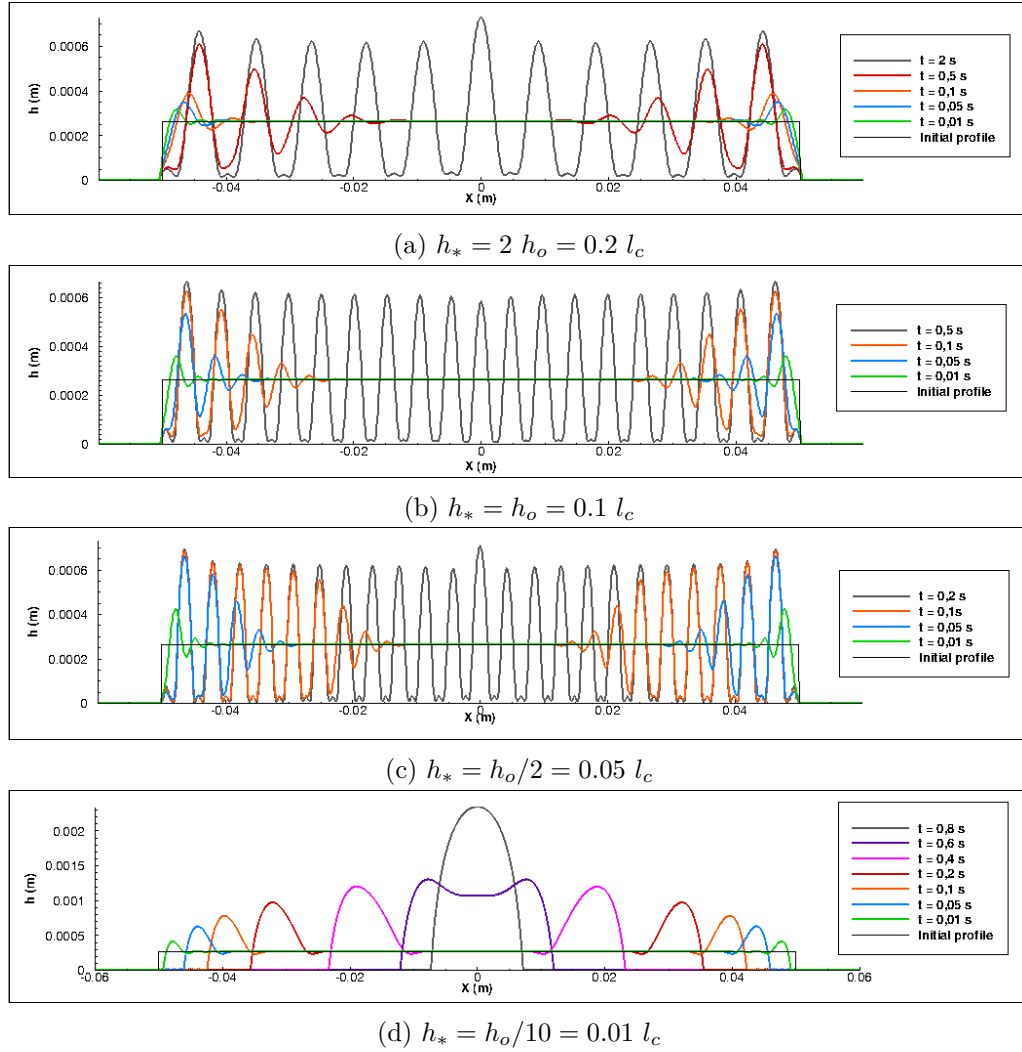 h (m)
0.0006
0.0004
0.0002
0
-0.04
-0.02
0
0.02
0.04
X (m)
t = 2 s
t = 0,5 s
t = 0,1 s
t = 0,05 s
t = 0,01 s
Initial profile
(a) h* = 2 ho = 0.2 lc
h (m)
0.0006
0.0004
0.0002
0
-0.04
-0.02
0
0.02
0.04
X (m)
t = 0,5 s
t = 0,1 s
t = 0,05 s
t = 0,01 s
Initial profile
(b) h* = ho = 0.1 lc
h (m)
0.0006
0.0004
0.0002
0
-0.04
-0.02
0
0.02
0.04
X (m)
t = 0,2 s
t = 0,1s
t = 0,05 s
t = 0,01 s
Initial profile
(c) h* = ho/2 = 0.05 lc
h (m)
0.002
0.0015
0.001
0.0005
0
-0.06
-0.04
-0.02
0
0.02
0.04
0.06
X (m)
t = 0,8 s
t = 0,6 s
t = 0,4 s
t = 0,2 s
t = 0,1 s
t = 0,05 s
t = 0,01 s
Initial profile
(d) h* = ho/10 = 0.01 lc